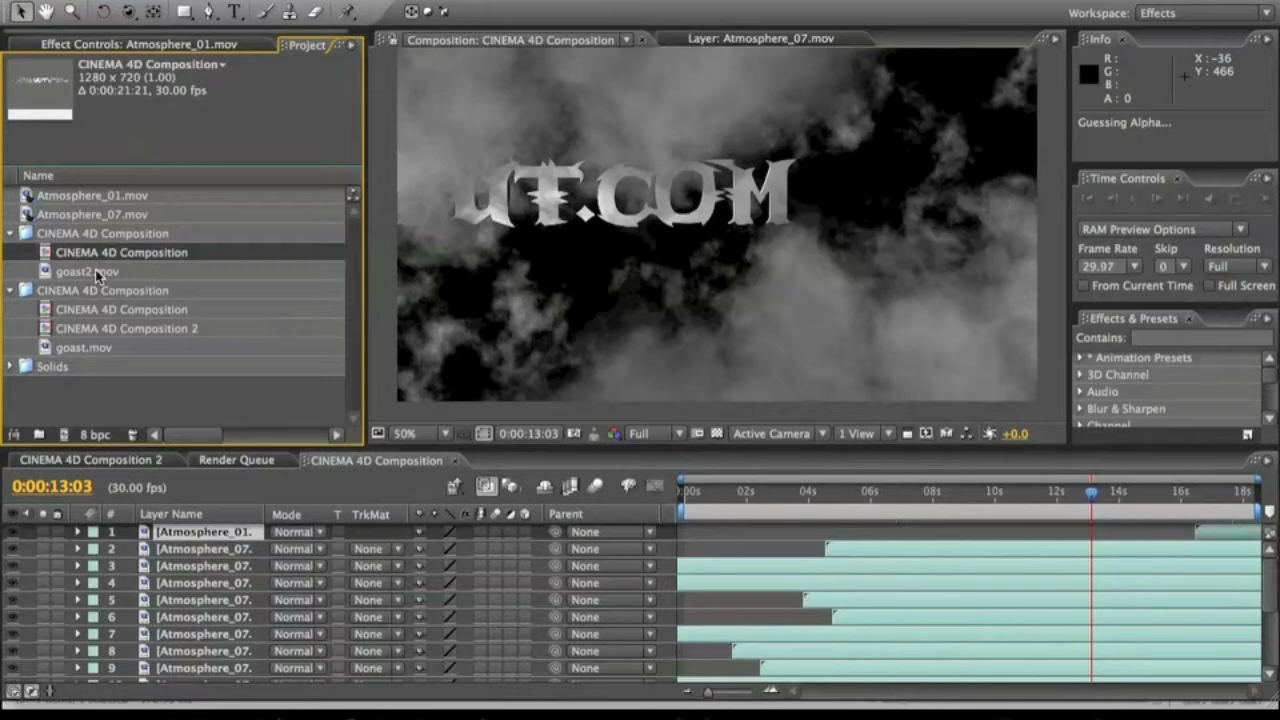 Workspace: Effects
Effect Controls: Atmosphere_01.mov
Project
CINEMA 4D Composition
1280 x 720 (1.00)
Δ 0:00:21:21, 30.00 fps
Name
Atmosphere_01.mov
Atmosphere_07.mov
CINEMA 4D Composition
CINEMA 4D Composition
goast2.mov
CINEMA 4D Composition
CINEMA 4D Composition
CINEMA 4D Composition 2
goast.mov
Solids
8 bpc
Composition: CINEMA 4D Composition
Layer: Atmosphere_07.mov
UT.COM
50%
0:00:13:03
Full
Active Camera
1 View
+0.0
Info
R:
G:
B:
A: 0
X: -36
Y: 466
Guessing Alpha...
Time Controls
RAM Preview Options
Frame Rate Skip Resolution
29.97 0 Full
From Current Time Full Screen
Effects & Presets
Contains:
* Animation Presets
3D Channel
Audio
Blur & Sharpen
Channel
CINEMA 4D Composition 2
Render Queue
CINEMA 4D Composition
0:00:13:03 (30.00 fps)
:00s 02s 04s 06s 08s 10s 12s 14s 16s 18s
# Layer Name Mode T TrkMat Parent
1 [Atmosphere_01. Normal None
2 [Atmosphere_07. Normal None None
3 [Atmosphere_07. Normal None None
4 [Atmosphere_07. Normal None None
5 [Atmosphere_07. Normal None None
6 [Atmosphere_07. Normal None None
7 [Atmosphere_07. Normal None None
8 [Atmosphere_07. Normal None None
9 [Atmosphere_07. Normal None None